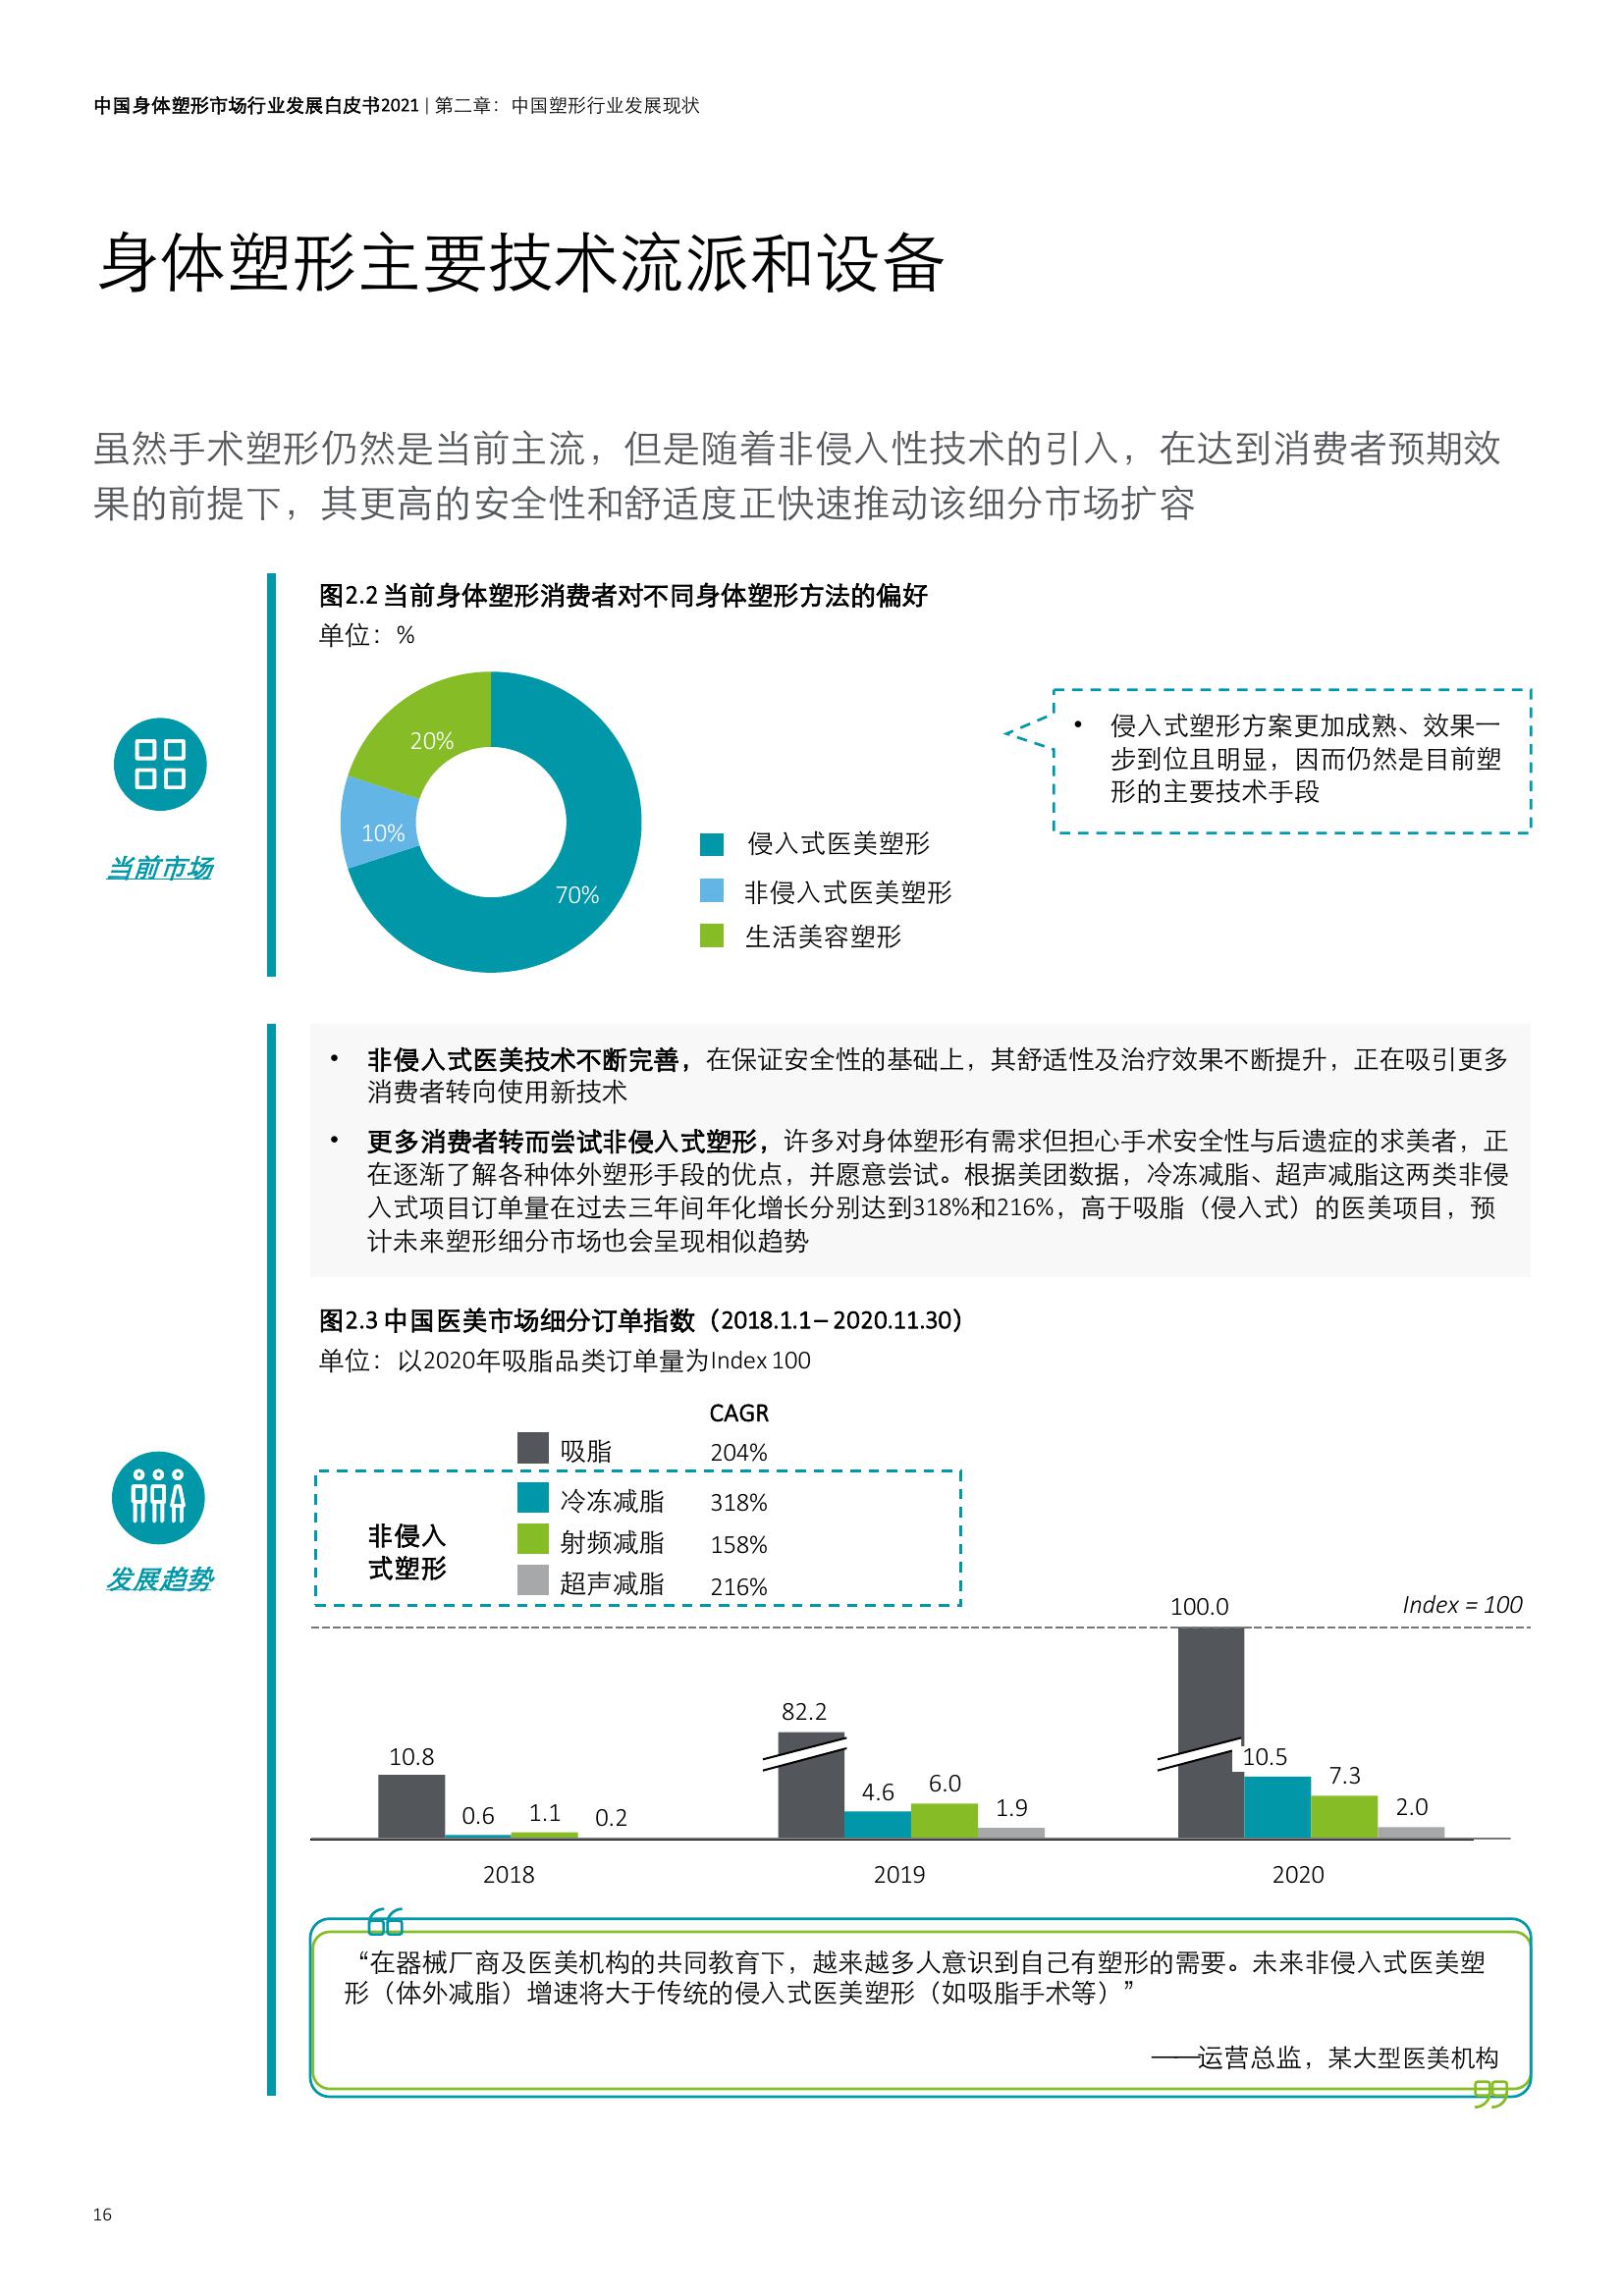 中国身体塑形市场行业发展白皮书2021 | 第二章：中国塑形行业发展现状
身体塑形主要技术流派和设备
虽然手术塑形仍然是当前主流，但是随着非侵入性技术的引入，在达到消费者预期效
果的前提下，其更高的安全性和舒适度正快速推动该细分市场扩容
当前市场
图2.2 当前身体塑形消费者对不同身体塑形方法的偏好
单位：%
20%
10%
70%
侵入式医美塑形
非侵入式医美塑形
生活美容塑形
• 侵入式塑形方案更加成熟、效果一
步到位且明显，因而仍然是目前塑
形的主要技术手段
• 非侵入式医美技术不断完善，在保证安全性的基础上，其舒适性及治疗效果不断提升，正在吸引更多
消费者转向使用新技术
• 更多消费者转而尝试非侵入式塑形，许多对身体塑形有需求但担心手术安全性与后遗症的求美者，正
在逐渐了解各种体外塑形手段的优点，并愿意尝试。根据美团数据，冷冻减脂、超声减脂这两类非侵
入式项目订单量在过去三年间年化增长分别达到318%和216%，高于吸脂（侵入式）的医美项目，预
计未来塑形细分市场也会呈现相似趋势
发展趋势
图2.3 中国医美市场细分订单指数（2018.1.1 – 2020.11.30）
单位：以2020年吸脂品类订单量为Index 100
CAGR
吸脂 204%
非侵入
式塑形
冷冻减脂 318%
射频减脂 158%
超声减脂 216%
Index = 100
10.8 0.6 1.1 0.2
82.2 4.6 6.0 1.9
100.0 10.5 7.3 2.0
2018 2019 2020
“在器械厂商及医美机构的共同教育下，越来越多人意识到自己有塑形的需要。未来非侵入式医美塑
形（体外减脂）增速将大于传统的侵入式医美塑形（如吸脂手术等）”
——运营总监，某大型医美机构
16